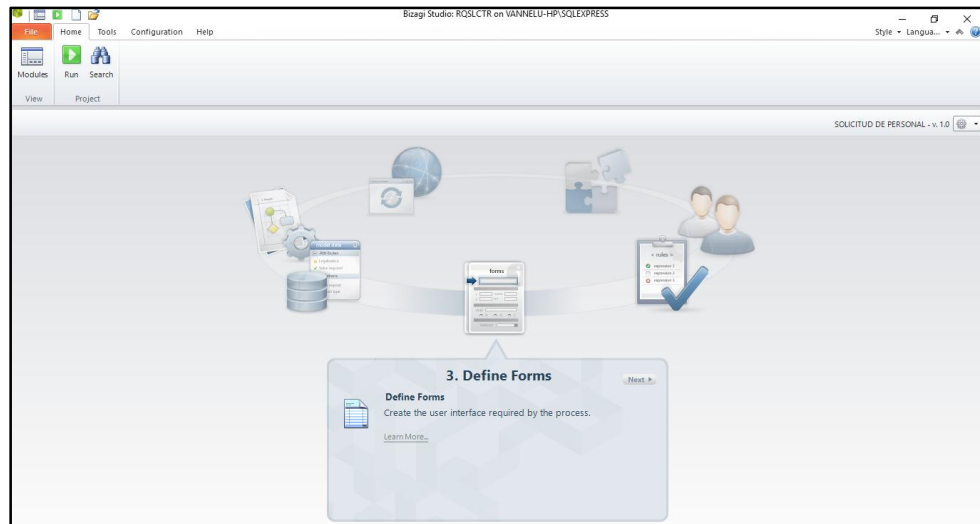 Bizagi Studio: RQSLCTR on VANNELU-HP\SQLEXPRESS
File Home Tools Configuration Help
Style Langua...
Modules Run Search
View Project
SOLICITUD DE PERSONAL - v. 1.0
forms
< rules >
3. Define Forms
Next
Define Forms
Create the user interface required by the process.
Learn More...